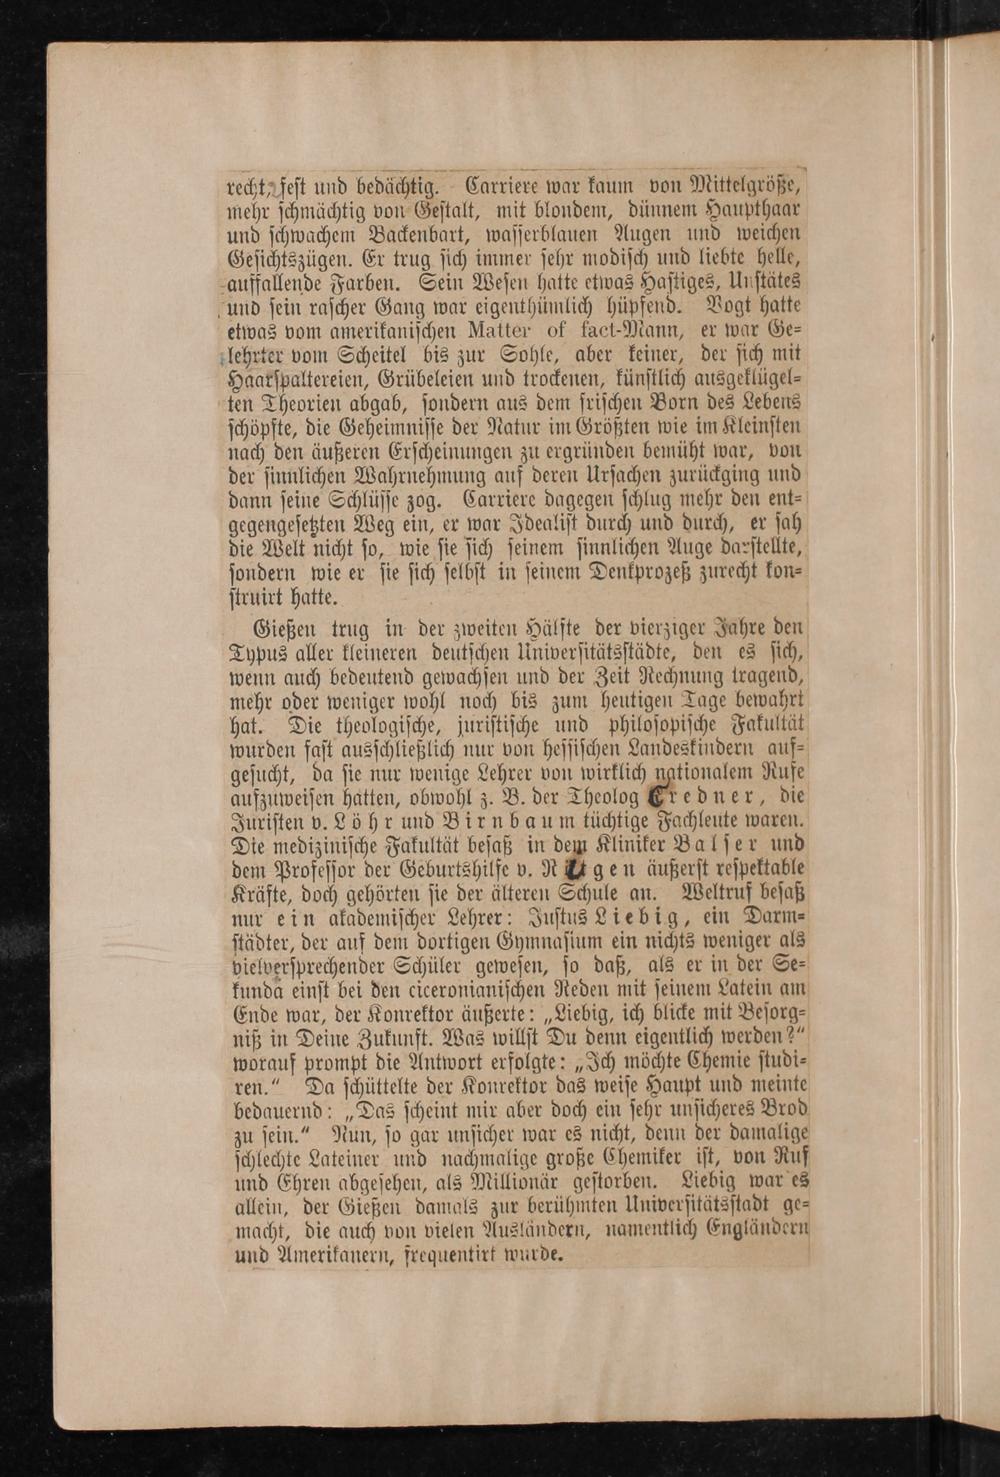 recht, fest und bedächtig. Carriere war kaum von Mittelgröße,
mehr schmächtig von Gestalt, mit blondem, dünnem Haupthaar
und schwachem Backenbart, wasserblauen Augen und weichen
Gesichtszügen. Er trug sich immer sehr modisch und liebte helle,
auffallende Farben. Sein Wesen hatte etwas Hastiges, Unstätes
und sein rascher Gang war eigenthümlich hüpfend. Vogt hatte
etwas vom amerikanischen Matter of fact-Mann, er war Ge=
lehrter vom Scheitel bis zur Sohle, aber keiner, der sich mit
Haarspaltereien, Grübeleien und trockenen, künstlich ausgeklügel=
ten Theorien abgab, sondern aus dem frischen Born des Lebens
schöpfte, die Geheimnisse der Natur im Größten wie im Kleinsten
nach den äußeren Erscheinungen zu ergründen bemüht war, von
der sinnlichen Wahrnehmung auf deren Ursachen zurückging und
dann seine Schlüsse zog. Carriere dagegen schlug mehr den ent=
gegengesetzten Weg ein, er war Idealist durch und durch, er sah
die Welt nicht so, wie sie sich seinem sinnlichen Auge darstellte,
sondern wie er sie sich selbst in seinem Denkprozeß zurecht kon=
struirt hatte.
Gießen trug in der zweiten Hälfte der vierziger Jahre den
Typus aller kleineren deutschen Universitätsstädte, den es sich,
wenn auch bedeutend gewachsen und der Zeit Rechnung tragend,
mehr oder weniger wohl noch bis zum heutigen Tage bewahrt
hat. Die theologische, juristische und philosopische Fakultät
wurden fast ausschließlich nur von hessischen Landeskindern auf=
gesucht, da sie nur wenige Lehrer von wirklich nationalem Rufe
aufzuweisen hatten, obwohl z. B. der Theolog Credner, die
Juristen v. Löhr und Birnbaum tüchtige Fachleute waren.
Die medizinische Fakultät besaß in dem Kliniker Balser und
dem Professor der Geburtshilfe v. Ritgen äußerst respektable
Kräfte, doch gehörten sie der älteren Schule an. Weltruf besaß
nur ein akademischer Lehrer: Justus Liebig, ein Darm=
städter, der auf dem dortigen Gymnasium ein nichts weniger als
vielversprechender Schüler gewesen, so daß, als er in der Se=
kunda einst bei den ciceronianischen Reden mit seinem Latein am
Ende war, der Konrektor äußerte: „Liebig, ich blicke mit Besorg=
niß in Deine Zukunft. Was willst Du denn eigentlich werden?“
worauf prompt die Antwort erfolgte: „Ich möchte Chemie studi=
ren.“ Da schüttelte der Konrektor das weise Haupt und meinte
bedauernd: „Das scheint mir aber doch ein sehr unsicheres Brod
zu sein.“ Nun, so gar unsicher war es nicht, denn der damalige
schlechte Lateiner und nachmalige große Chemiker ist, von Ruf
und Ehren abgesehen, als Millionär gestorben. Liebig war es
allein, der Gießen damals zur berühmten Universitätsstadt ge=
macht, die auch von vielen Ausländern, namentlich Engländern
und Amerikanern, frequentirt wurde.